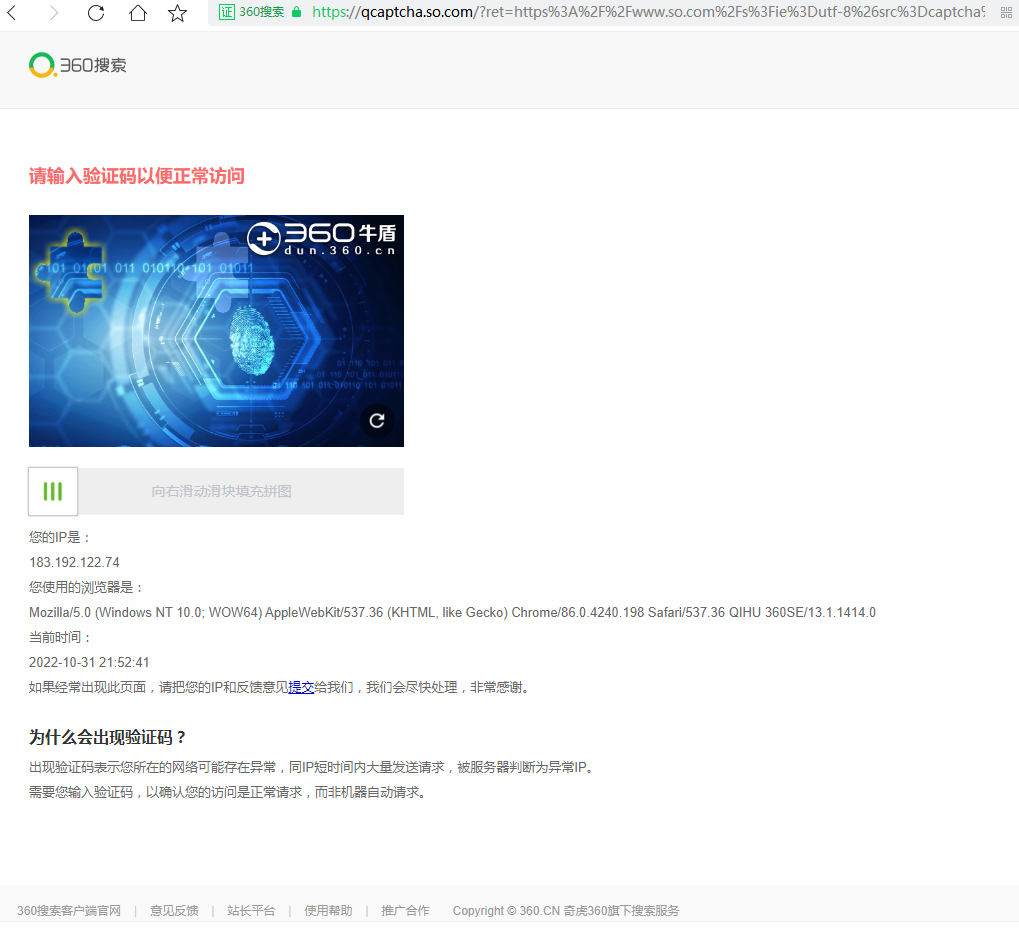 证 360搜索 https://qcaptcha.so.com/?ret=https%3A%2F%2Fwww.so.com%2Fs%3Fie%3Dutf-8%26src%3Dcaptcha%
360搜索
请输入验证码以便正常访问
360牛盾
dun.360.cn
101 01101 011 010110-101 01011
向右滑动滑块填充拼图
您的IP是：
183.192.122.74
您使用的浏览器是：
Mozilla/5.0 (Windows NT 10.0; WOW64) AppleWebKit/537.36 (KHTML, like Gecko) Chrome/86.0.4240.198 Safari/537.36 QIHU 360SE/13.1.1414.0
当前时间：
2022-10-31 21:52:41
如果经常出现此页面，请把您的IP和反馈意见提交给我们，我们会尽快处理，非常感谢。
为什么会出现验证码？
出现验证码表示您所在的网络可能存在异常，同IP短时间内大量发送请求，被服务器判断为异常IP。
需要您输入验证码，以确认您的访问是正常请求，而非机器自动请求。
360搜索客户端官网 | 意见反馈 | 站长平台 | 使用帮助 | 推广合作 Copyright © 360.CN 奇虎360旗下搜索服务